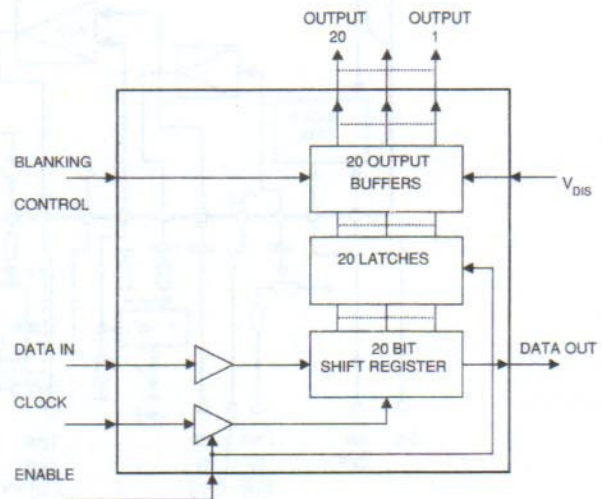 OUTPUT OUTPUT
20 1
BLANKING
CONTROL
20 OUTPUT
BUFFERS
V_DIS
20 LATCHES
DATA IN
20 BIT
SHIFT REGISTER
DATA OUT
CLOCK
ENABLE